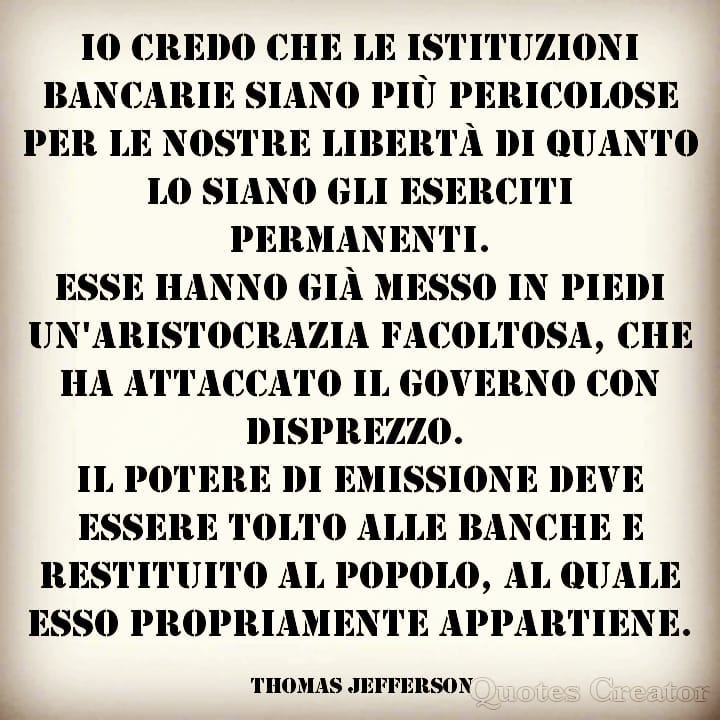 IO CREDO CHE LE ISTITUZIONI
BANCARIE SIANO PIÙ PERICOLOSE
PER LE NOSTRE LIBERTÀ DI QUANTO
LO SIANO GLI ESERCITI
PERMANENTI.
ESSE HANNO GIÀ MESSO IN PIEDI
UN'ARISTOCRAZIA FACOLTOSA, CHE
HA ATTACCATO IL GOVERNO CON
DISPREZZO.
IL POTERE DI EMISSIONE DEVE
ESSERE TOLTO ALLE BANCHE E
RESTITUITO AL POPOLO, AL QUALE
ESSO PROPRIAMENTE APPARTIENE.
THOMAS JEFFERSON
Quotes Creator